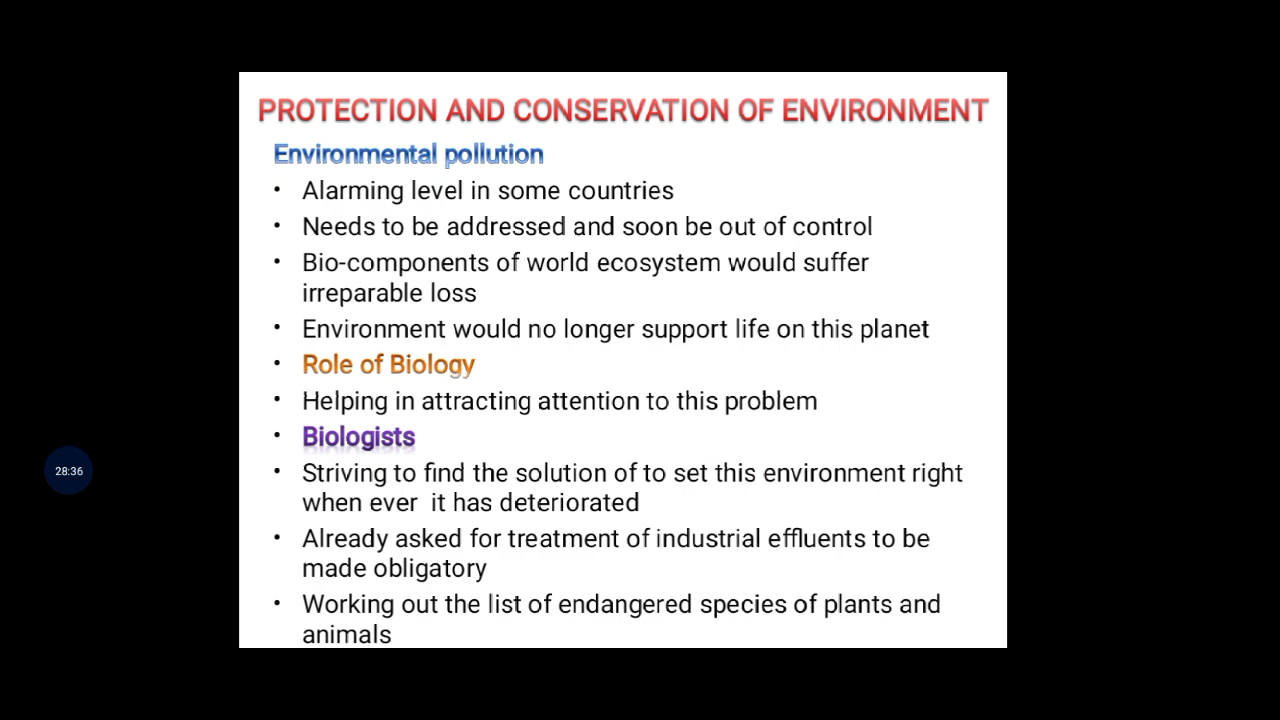 PROTECTION AND CONSERVATION OF ENVIRONMENT
Environmental pollution
• Alarming level in some countries
• Needs to be addressed and soon be out of control
• Bio-components of world ecosystem would suffer
irreparable loss
• Environment would no longer support life on this planet
• Role of Biology
• Helping in attracting attention to this problem
• Biologists
• Striving to find the solution of to set this environment right
when ever  it has deteriorated
• Already asked for treatment of industrial effluents to be
made obligatory
• Working out the list of endangered species of plants and
animals
28:36